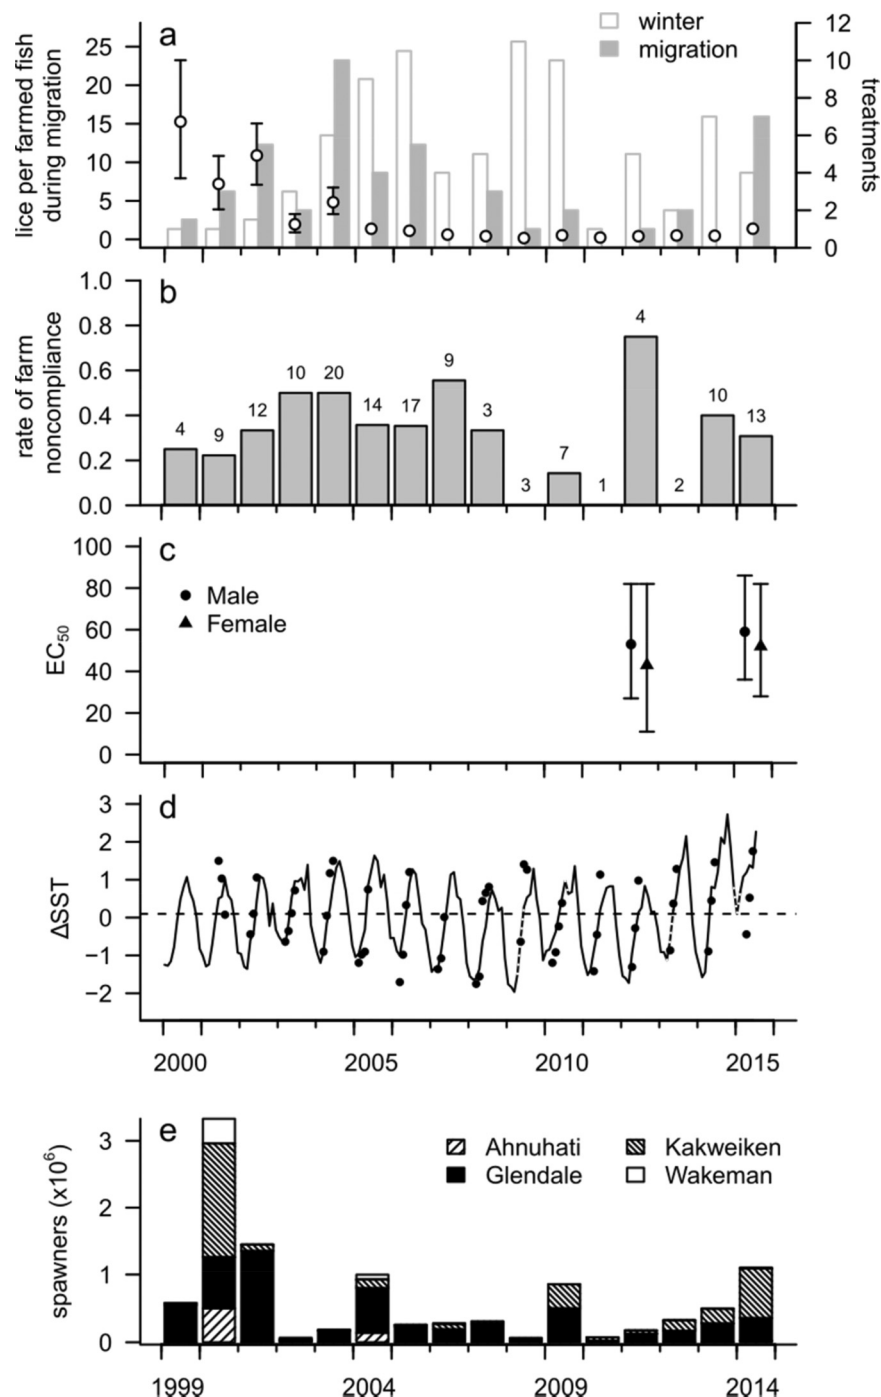 a
winter
migration
lice per farmed fish
during migration
25
20
15
10
5
0
12
10
8
6
4
2
0
treatments
b
rate of farm
noncompliance
1.0
0.8
0.6
0.4
0.2
0.0
4
9
12
10
20
14
17
9
3
3
7
1
4
2
10
13
c
Male
Female
EC50
100
80
60
40
20
0
d
ΔSST
3
2
1
0
−1
−2
2000 2005 2010 2015
e
Ahnuhati
Glendale
Kakweiken
Wakeman
spawners (x10⁶)
3
2
1
0
1999 2004 2009 2014